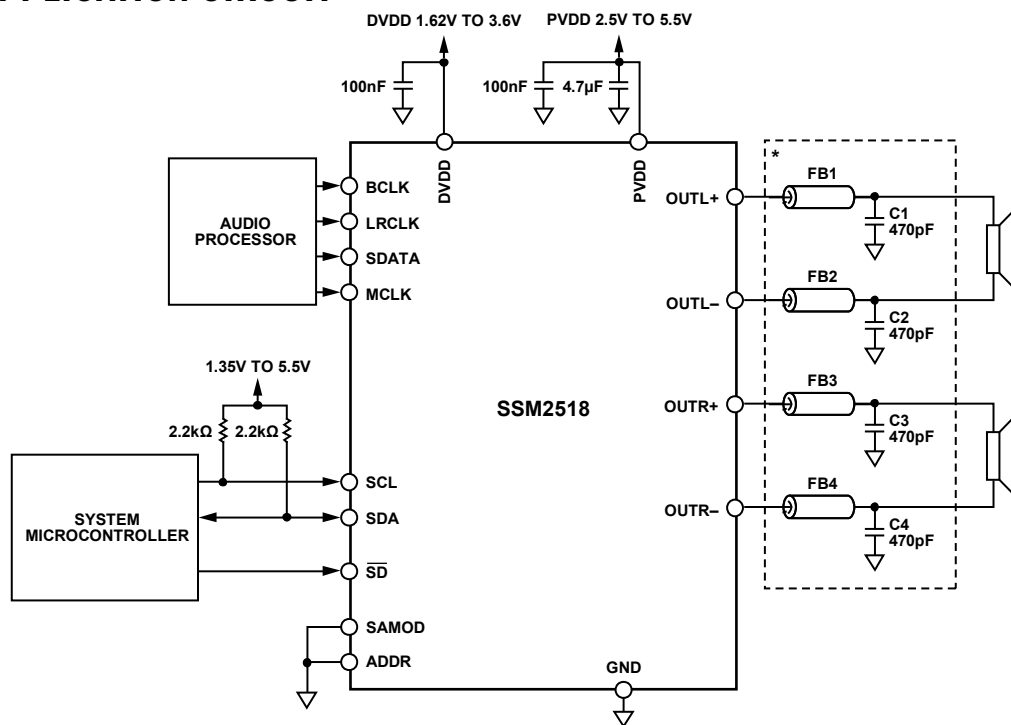 DVDD 1.62V TO 3.6V
PVDD 2.5V TO 5.5V
100nF
100nF
4.7µF
DVDD
PVDD
AUDIO
PROCESSOR
BCLK
LRCLK
SDATA
MCLK
OUTL+
OUTL–
OUTR+
OUTR–
*
FB1
C1
470pF
FB2
C2
470pF
FB3
C3
470pF
FB4
C4
470pF
SSM2518
1.35V TO 5.5V
2.2kΩ
2.2kΩ
SYSTEM
MICROCONTROLLER
SCL
SDA
SD
SAMOD
ADDR
GND